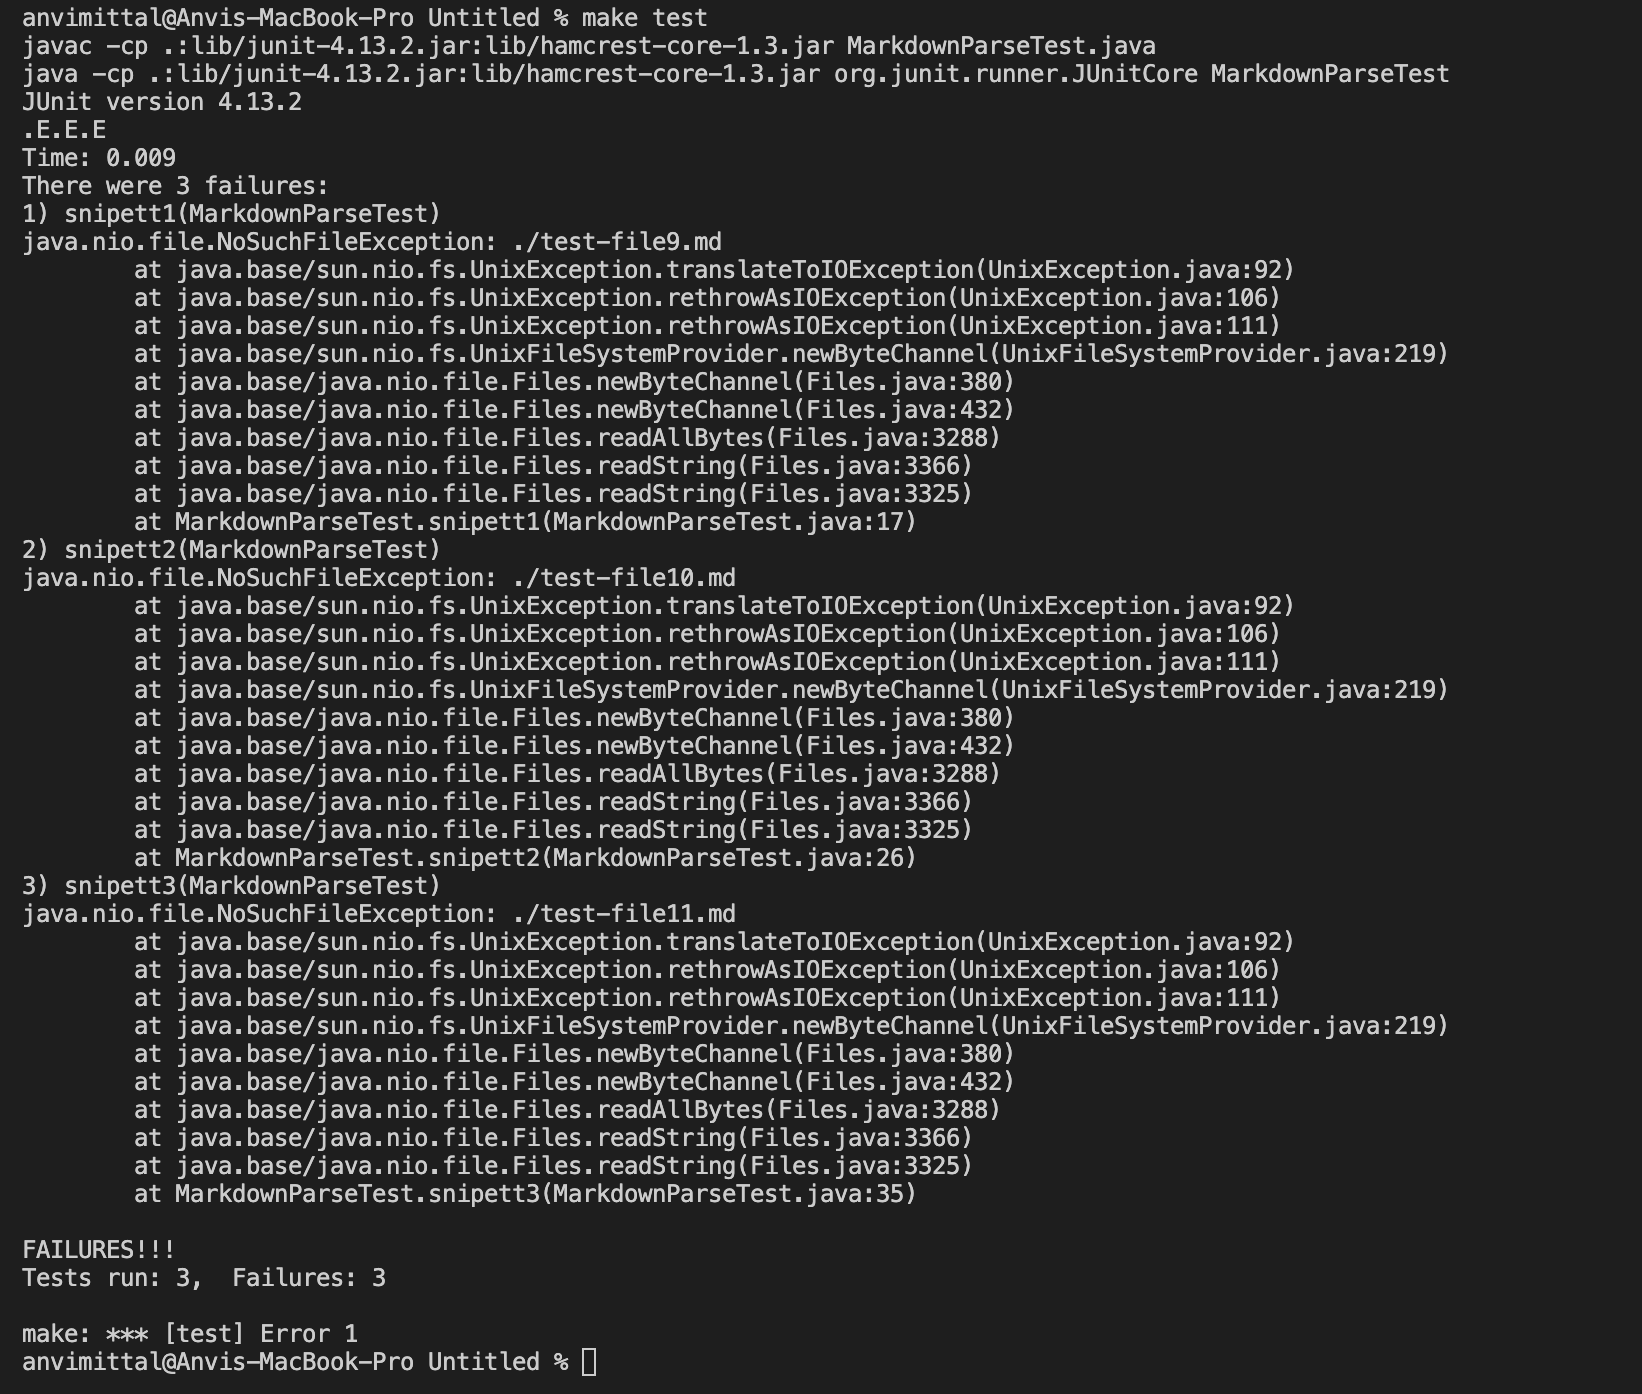 anvimittal@Anvis-MacBook-Pro Untitled % make test
javac -cp .:lib/junit-4.13.2.jar:lib/hamcrest-core-1.3.jar MarkdownParseTest.java
java -cp .:lib/junit-4.13.2.jar:lib/hamcrest-core-1.3.jar org.junit.runner.JUnitCore MarkdownParseTest
JUnit version 4.13.2
.E.E.E
Time: 0.009
There were 3 failures:
1) snipett1(MarkdownParseTest)
java.nio.file.NoSuchFileException: ./test-file9.md
        at java.base/sun.nio.fs.UnixException.translateToIOException(UnixException.java:92)
        at java.base/sun.nio.fs.UnixException.rethrowAsIOException(UnixException.java:106)
        at java.base/sun.nio.fs.UnixException.rethrowAsIOException(UnixException.java:111)
        at java.base/sun.nio.fs.UnixFileSystemProvider.newByteChannel(UnixFileSystemProvider.java:219)
        at java.base/java.nio.file.Files.newByteChannel(Files.java:380)
        at java.base/java.nio.file.Files.newByteChannel(Files.java:432)
        at java.base/java.nio.file.Files.readAllBytes(Files.java:3288)
        at java.base/java.nio.file.Files.readString(Files.java:3366)
        at java.base/java.nio.file.Files.readString(Files.java:3325)
        at MarkdownParseTest.snipett1(MarkdownParseTest.java:17)
2) snipett2(MarkdownParseTest)
java.nio.file.NoSuchFileException: ./test-file10.md
        at java.base/sun.nio.fs.UnixException.translateToIOException(UnixException.java:92)
        at java.base/sun.nio.fs.UnixException.rethrowAsIOException(UnixException.java:106)
        at java.base/sun.nio.fs.UnixException.rethrowAsIOException(UnixException.java:111)
        at java.base/sun.nio.fs.UnixFileSystemProvider.newByteChannel(UnixFileSystemProvider.java:219)
        at java.base/java.nio.file.Files.newByteChannel(Files.java:380)
        at java.base/java.nio.file.Files.newByteChannel(Files.java:432)
        at java.base/java.nio.file.Files.readAllBytes(Files.java:3288)
        at java.base/java.nio.file.Files.readString(Files.java:3366)
        at java.base/java.nio.file.Files.readString(Files.java:3325)
        at MarkdownParseTest.snipett2(MarkdownParseTest.java:26)
3) snipett3(MarkdownParseTest)
java.nio.file.NoSuchFileException: ./test-file11.md
        at java.base/sun.nio.fs.UnixException.translateToIOException(UnixException.java:92)
        at java.base/sun.nio.fs.UnixException.rethrowAsIOException(UnixException.java:106)
        at java.base/sun.nio.fs.UnixException.rethrowAsIOException(UnixException.java:111)
        at java.base/sun.nio.fs.UnixFileSystemProvider.newByteChannel(UnixFileSystemProvider.java:219)
        at java.base/java.nio.file.Files.newByteChannel(Files.java:380)
        at java.base/java.nio.file.Files.newByteChannel(Files.java:432)
        at java.base/java.nio.file.Files.readAllBytes(Files.java:3288)
        at java.base/java.nio.file.Files.readString(Files.java:3366)
        at java.base/java.nio.file.Files.readString(Files.java:3325)
        at MarkdownParseTest.snipett3(MarkdownParseTest.java:35)

FAILURES!!!
Tests run: 3,  Failures: 3

make: *** [test] Error 1
anvimittal@Anvis-MacBook-Pro Untitled %